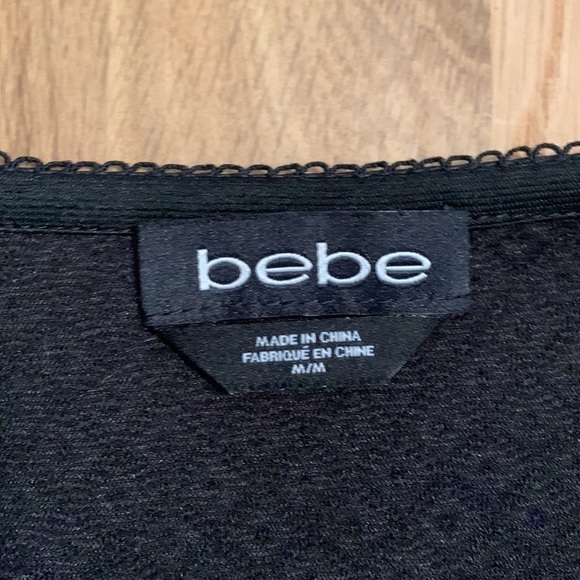 bebe
MADE IN CHINA
FABRIQUÉ EN CHINE
M/M